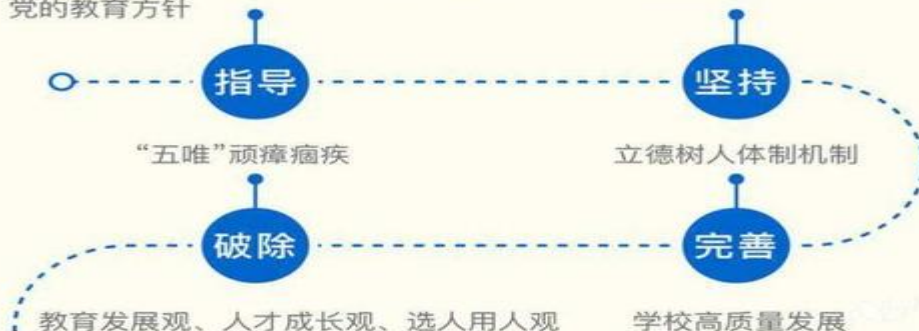 党的教育方针
指导
坚持
“五唯”顽瘴痼疾
立德树人体制机制
破除
完善
教育发展观、人才成长观、选人用人观
学校高质量发展